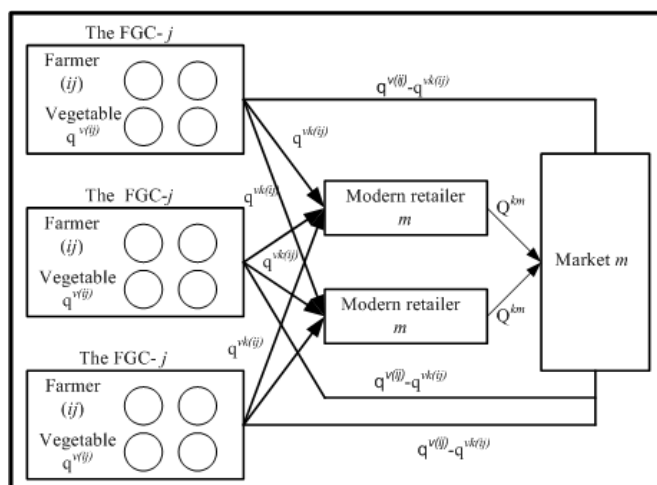 The FGC- j
Farmer
(ij)
Vegetable
q^v(ij)
q^v(ij)-q^vk(ij)
q^vk(ij)
q^vk(ij)
Modern retailer
m
Q^km
The FGC-j
Farmer
(ij)
Vegetable
q^v(ij)
q^vk(ij)
Market m
Modern retailer
m
Q^km
q^vk(ij)
The FGC- j
Farmer
(ij)
Vegetable
q^v(ij)
q^v(ij)-q^vk(ij)
q^v(ij)-q^vk(ij)